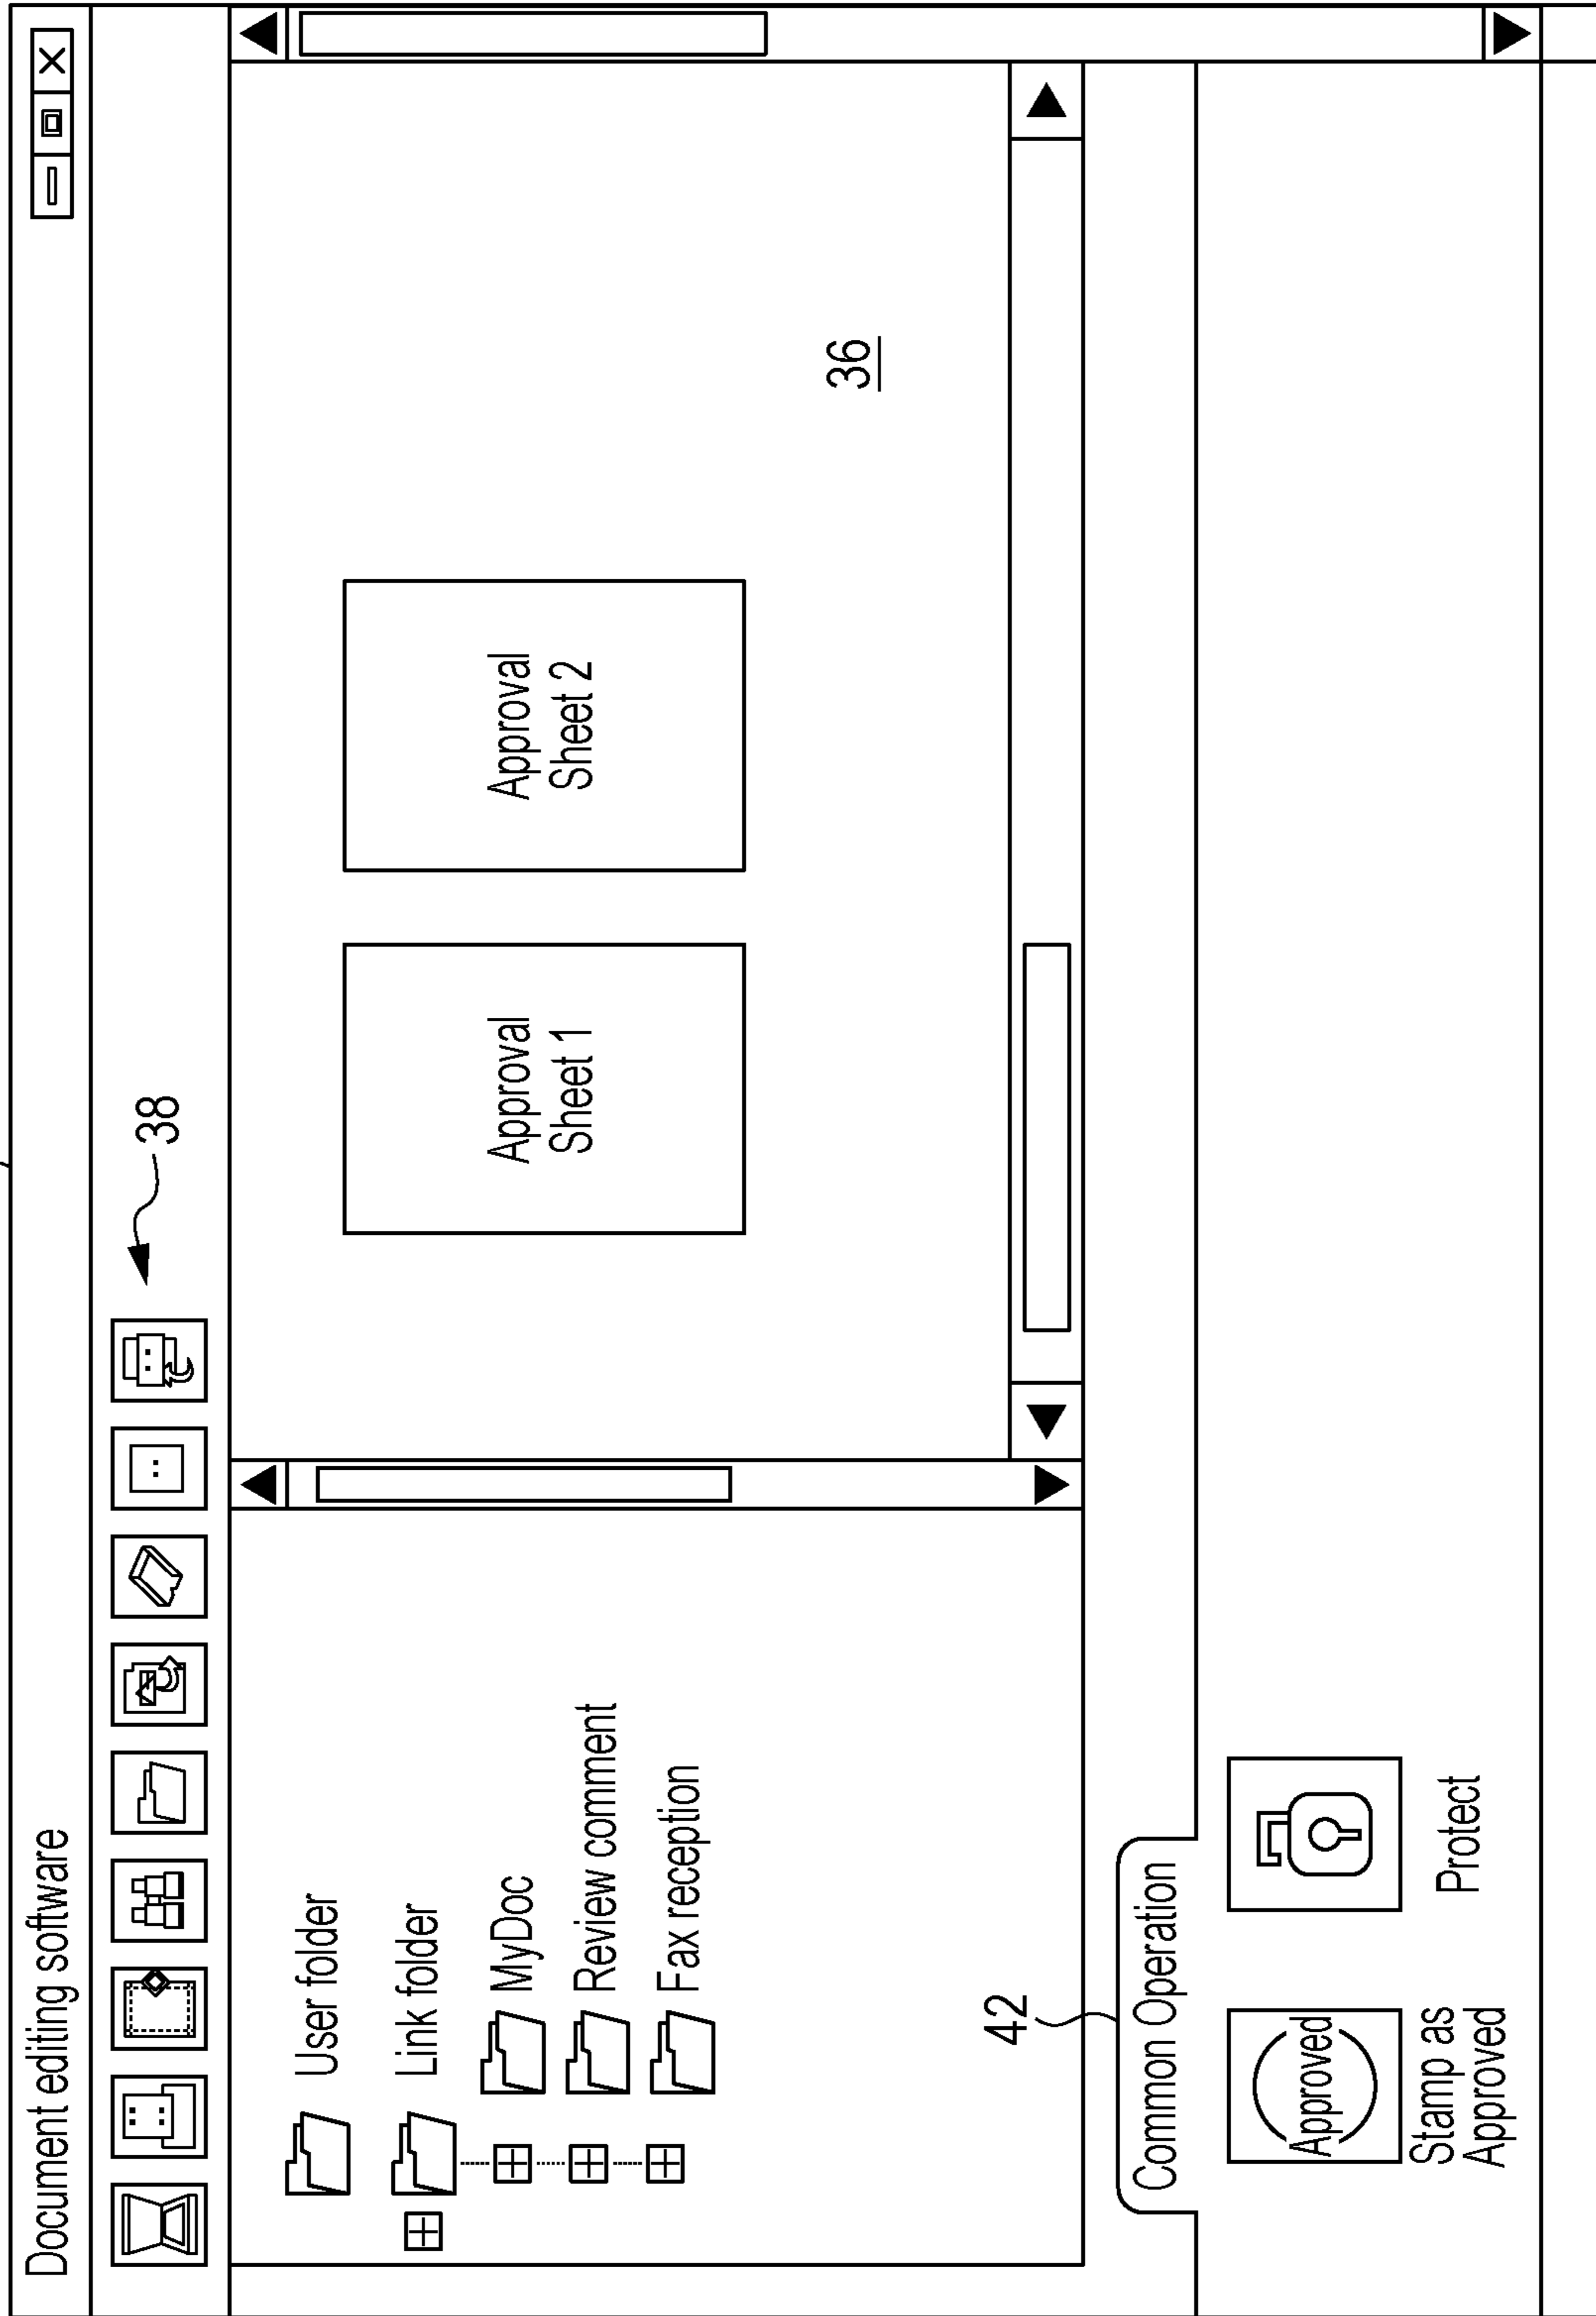 Document editing software
38
User folder
Link folder
MyDoc
Review comment
Fax reception
Approval
Sheet 1
Approval
Sheet 2
36
42
Common Operation
Approved
Stamp as
Approved
Protect